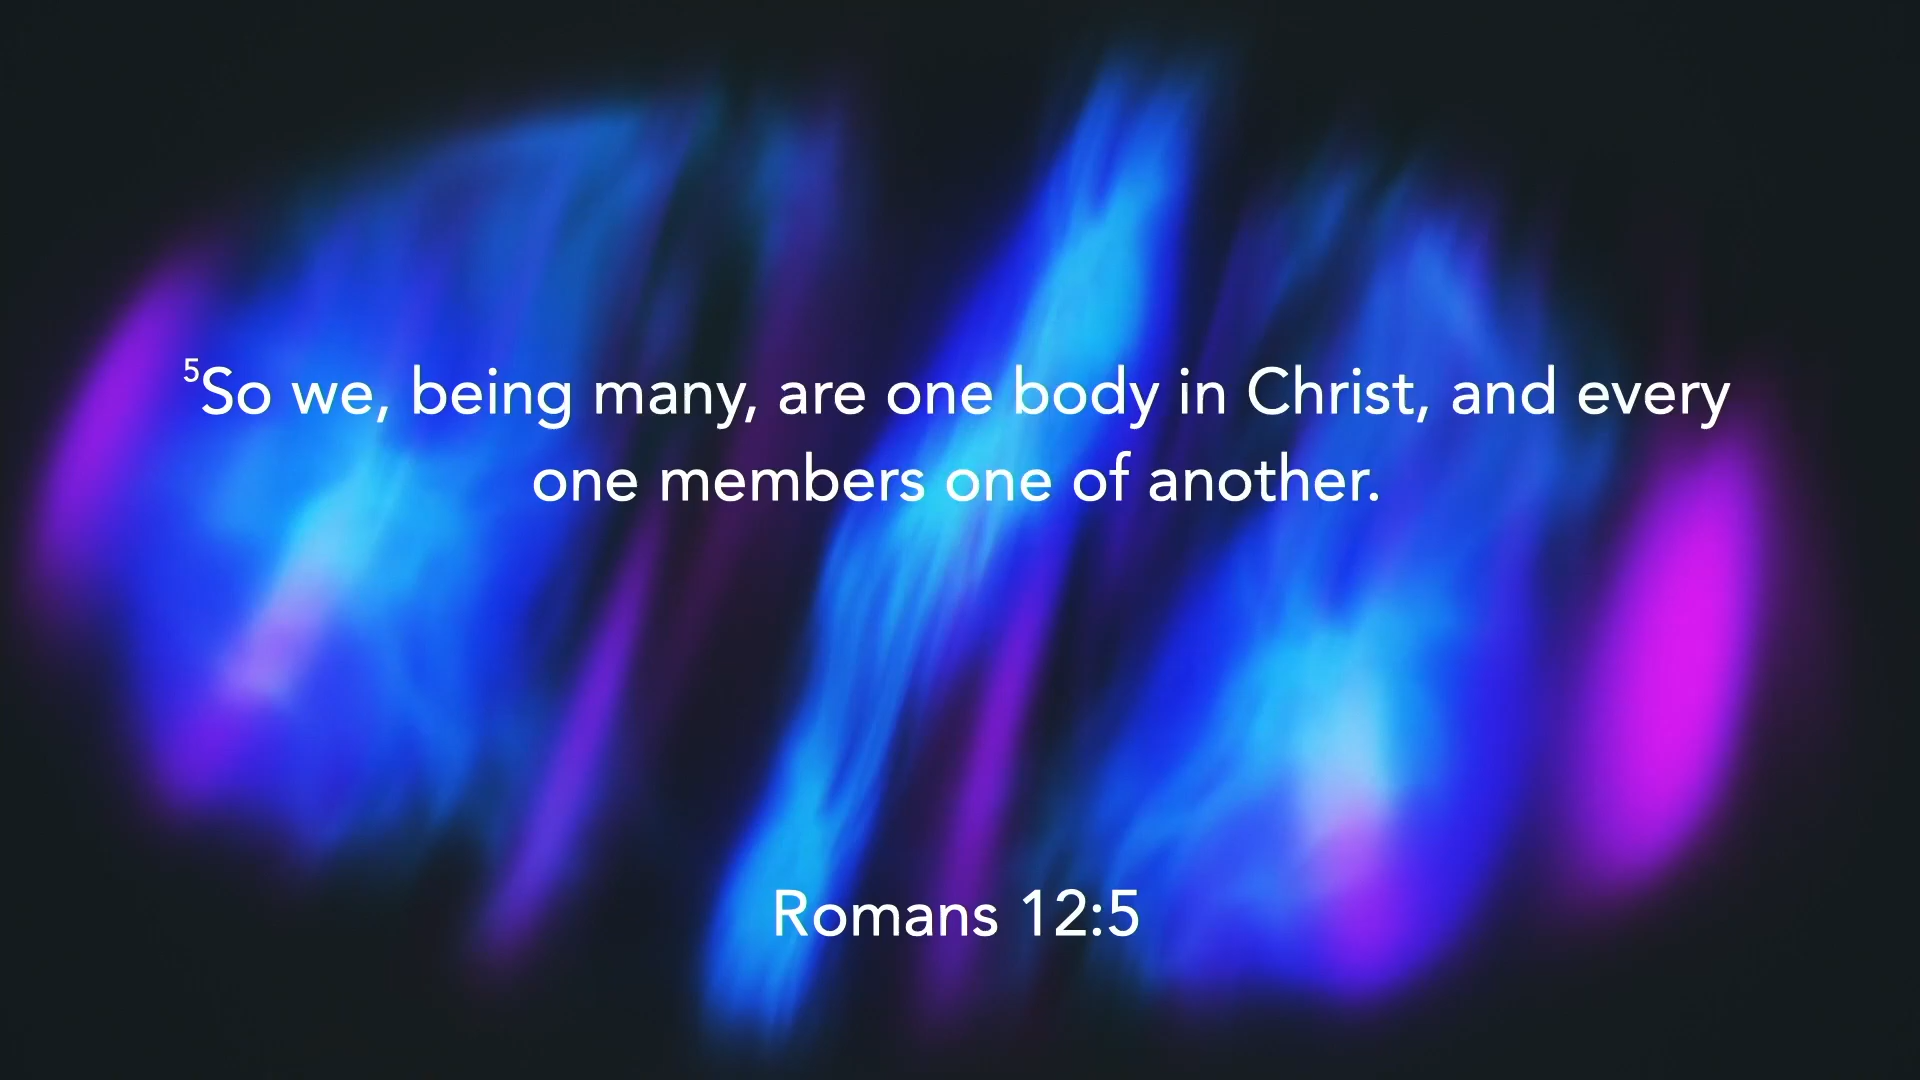 ⁵So we, being many, are one body in Christ, and every
one members one of another.
Romans 12:5